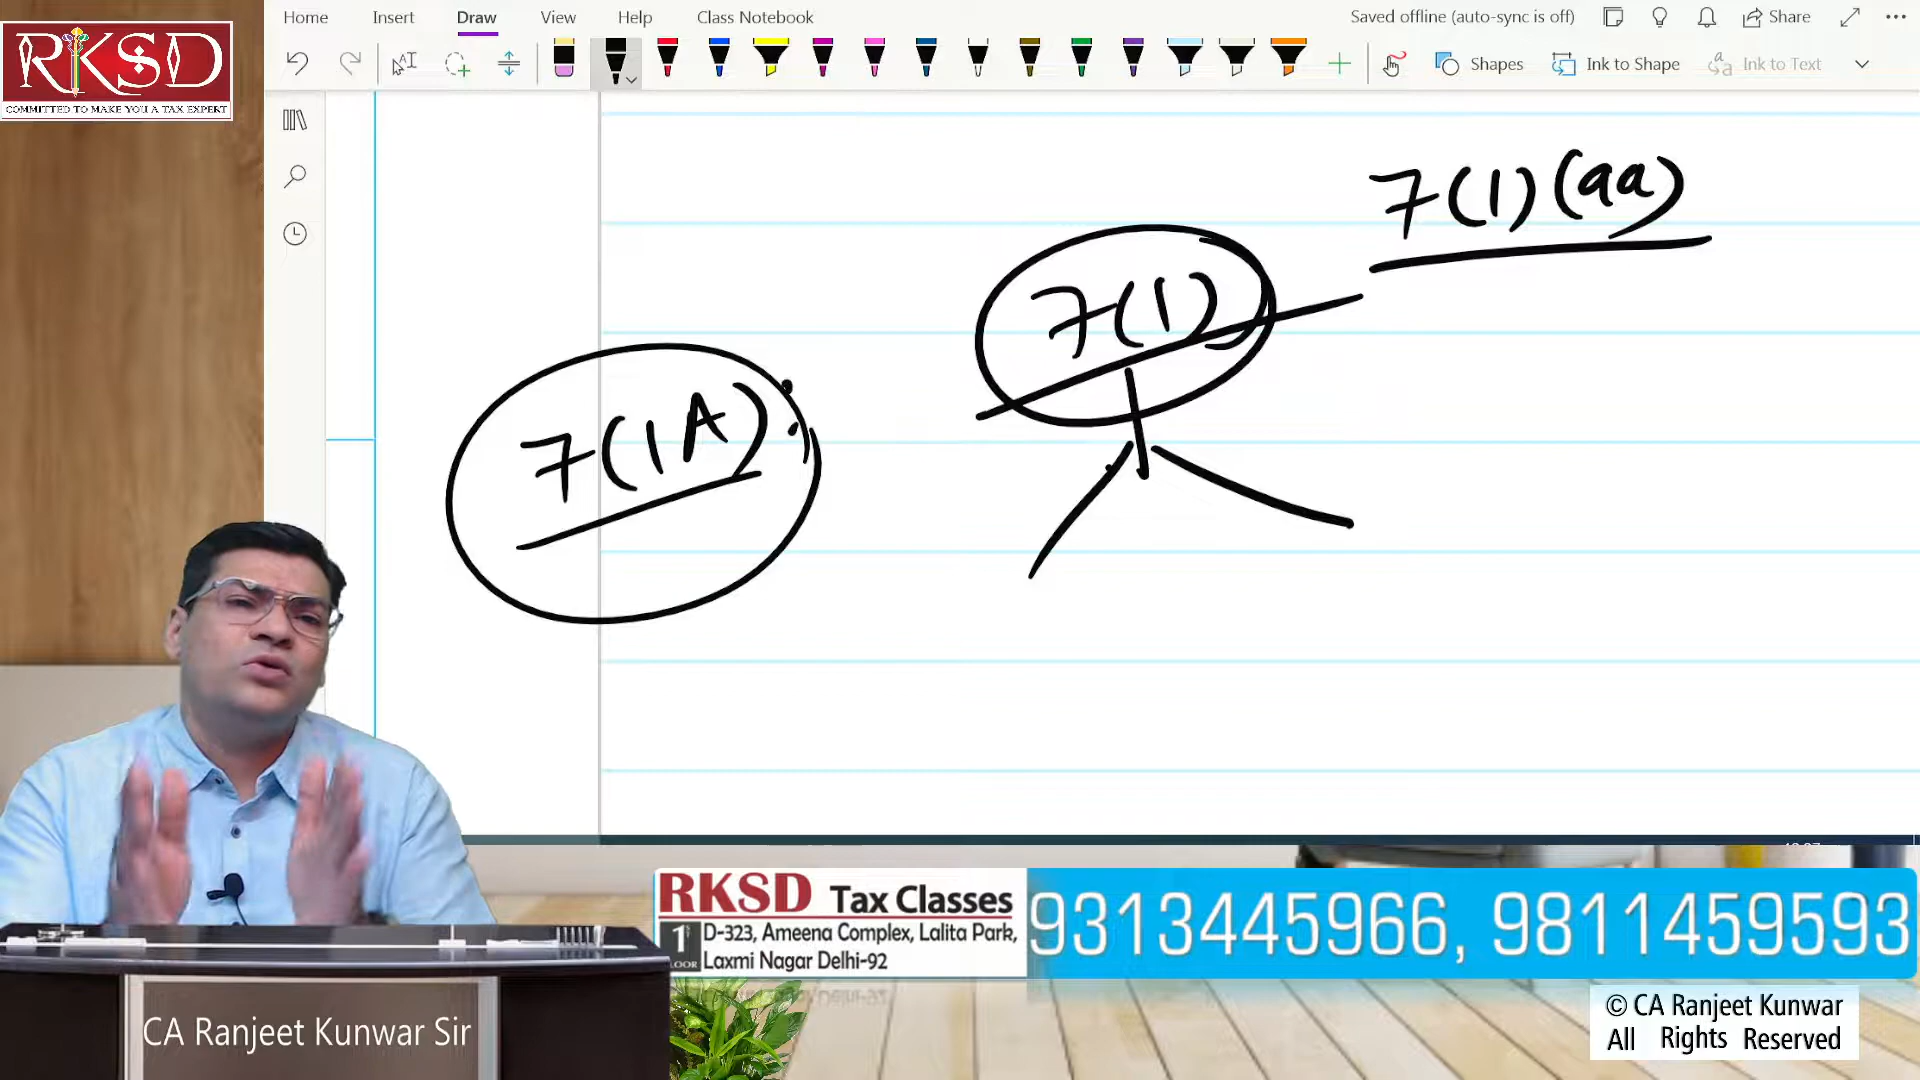 RKSD
COMMITTED TO MAKE YOU A TAX EXPERT
Home Insert Draw View Help Class Notebook
Saved offline (auto-sync is off) Share
Shapes Ink to Shape Ink to Text
7(1)(aa)
7(1)
7(1A):
RKSD Tax Classes
1st FLOOR
D-323, Ameena Complex, Lalita Park,
Laxmi Nagar Delhi-92
9313445966, 9811459593
CA Ranjeet Kunwar Sir
© CA Ranjeet Kunwar
All Rights Reserved